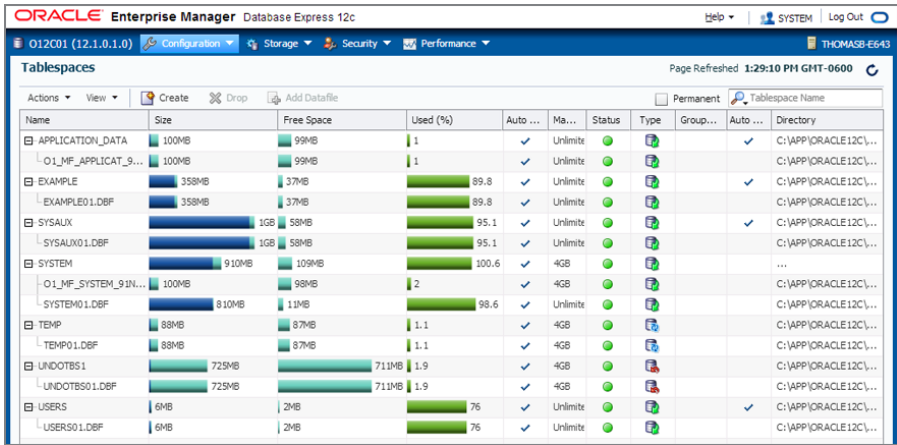 ORACLE Enterprise Manager Database Express 12c Help SYSTEM Log Out
O12C01 (12.1.0.1.0) Configuration Storage Security Performance THOMASB-E643
Tablespaces Page Refreshed 1:29:10 PM GMT-0600
Actions View Create Drop Add Datafile Permanent Tablespace Name
Name Size Free Space Used (%) Auto ... Ma... Status Type Group... Auto ... Directory
APPLICATION_DATA 100MB 99MB 1 Unlimite C:\APP\ORACLE12C\...
O1_MF_APPLICAT_9... 100MB 99MB 1 Unlimite C:\APP\ORACLE12C\...
EXAMPLE 358MB 37MB 89.8 Unlimite C:\APP\ORACLE12C\...
EXAMPLE01.DBF 358MB 37MB 89.8 Unlimite C:\APP\ORACLE12C\...
SYSAUX 1GB 58MB 95.1 Unlimite C:\APP\ORACLE12C\...
SYSAUX01.DBF 1GB 58MB 95.1 Unlimite C:\APP\ORACLE12C\...
SYSTEM 910MB 109MB 100.6 4GB ...
O1_MF_SYSTEM_91N... 100MB 98MB 2 4GB C:\APP\ORACLE12C\...
SYSTEM01.DBF 810MB 11MB 98.6 Unlimite C:\APP\ORACLE12C\...
TEMP 88MB 87MB 1.1 4GB C:\APP\ORACLE12C\...
TEMP01.DBF 88MB 87MB 1.1 4GB C:\APP\ORACLE12C\...
UNDOTBS1 725MB 711MB 1.9 4GB C:\APP\ORACLE12C\...
UNDOTBS01.DBF 725MB 711MB 1.9 4GB C:\APP\ORACLE12C\...
USERS 6MB 2MB 76 Unlimite C:\APP\ORACLE12C\...
USERS01.DBF 6MB 2MB 76 Unlimite C:\APP\ORACLE12C\...